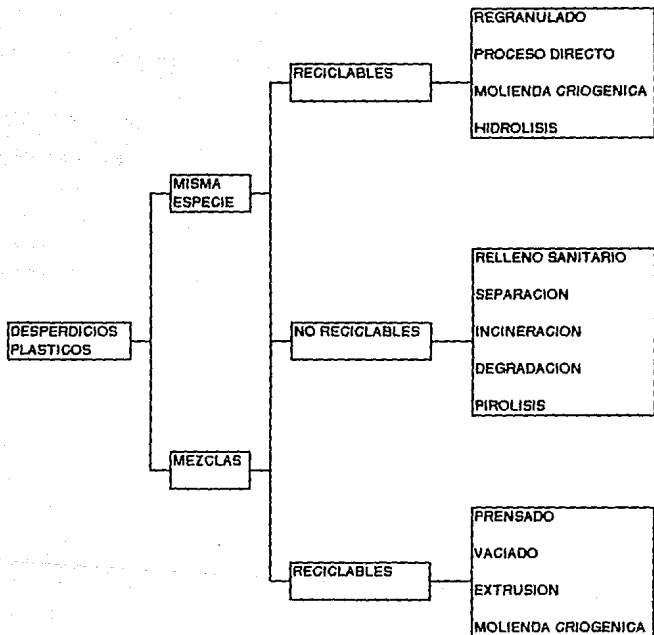 DESPERDICIOS
PLASTICOS
MISMA
ESPECIE
MEZCLAS
RECICLABLES
NO RECICLABLES
RECICLABLES
REGRANULADO
PROCESO DIRECTO
MOLIENDA CRIOGENICA
HIDROLISIS
RELLENO SANITARIO
SEPARACION
INCINERACION
DEGRADACION
PIROLISIS
PRENSADO
VACIADO
EXTRUSION
MOLIENDA CRIOGENICA